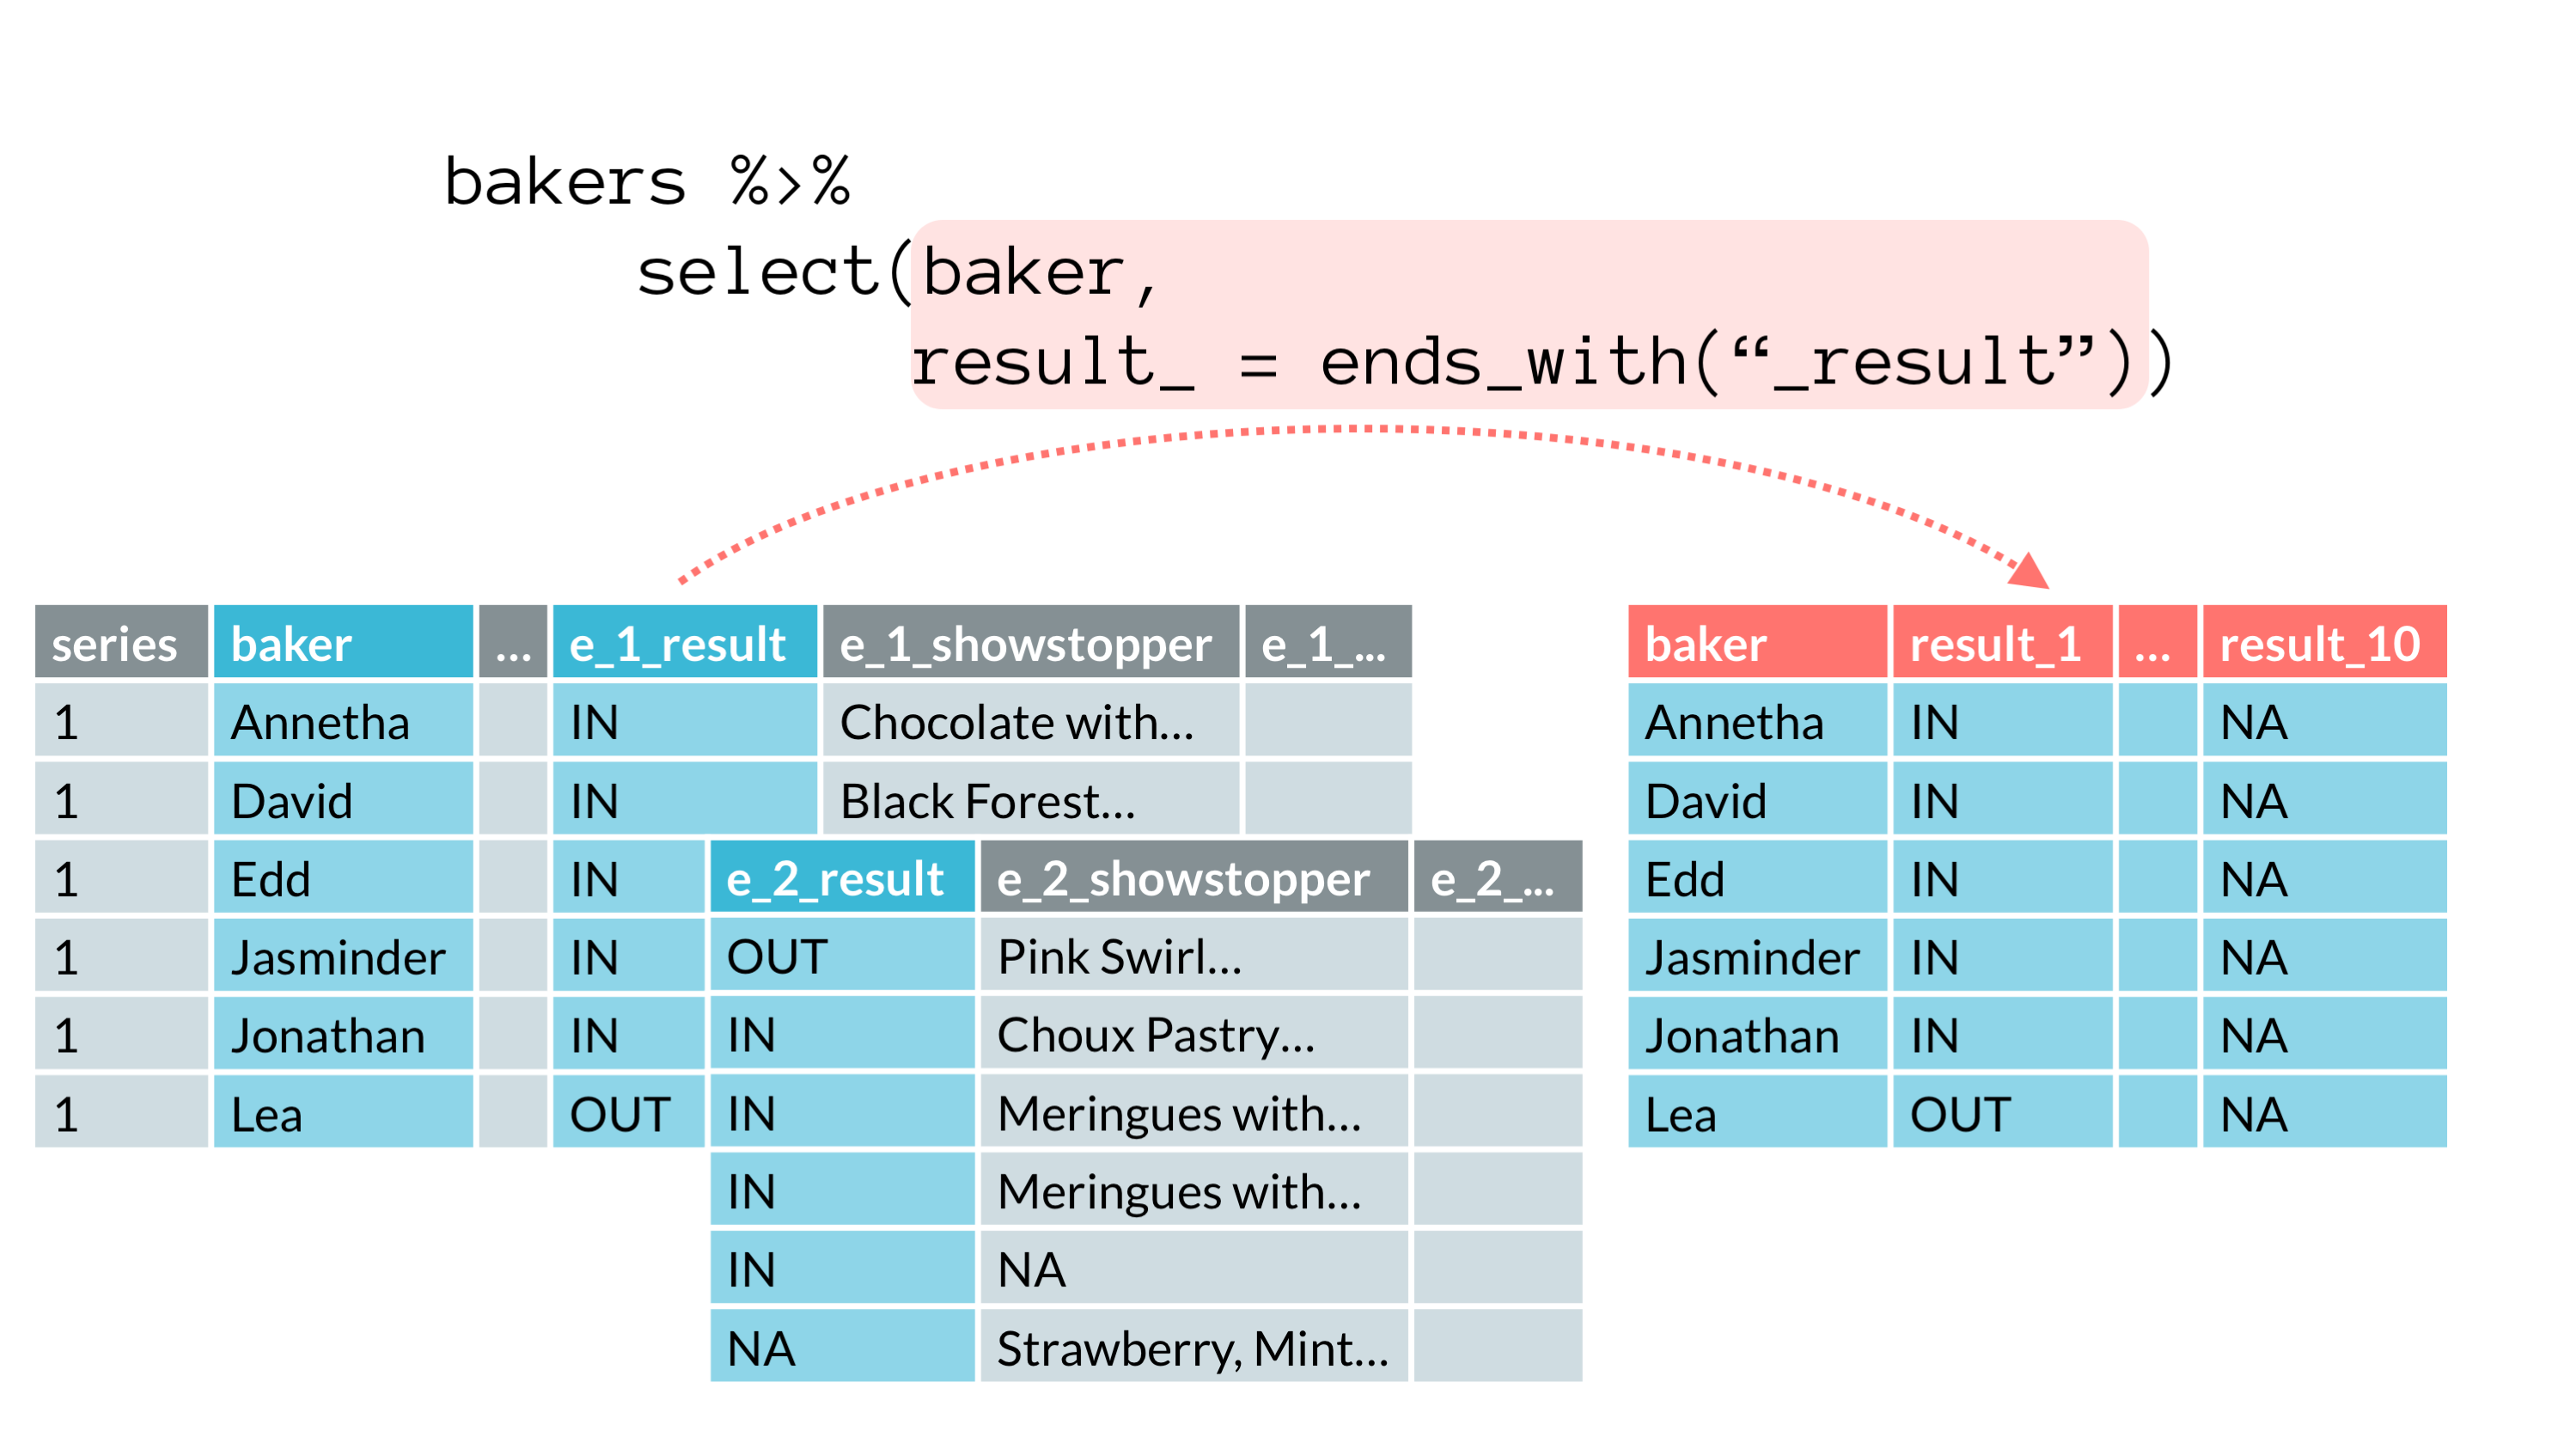 bakers %>%
select(baker,
result_ = ends_with(“_result”))
series baker ... e_1_result e_1_showstopper e_1_...
1 Annetha IN Chocolate with...
1 David IN Black Forest...
1 Edd IN
1 Jasminder IN
1 Jonathan IN
1 Lea OUT
e_2_result e_2_showstopper e_2_...
OUT Pink Swirl...
IN Choux Pastry...
IN Meringues with...
IN Meringues with...
IN NA
NA Strawberry, Mint...
baker result_1 ... result_10
Annetha IN NA
David IN NA
Edd IN NA
Jasminder IN NA
Jonathan IN NA
Lea OUT NA